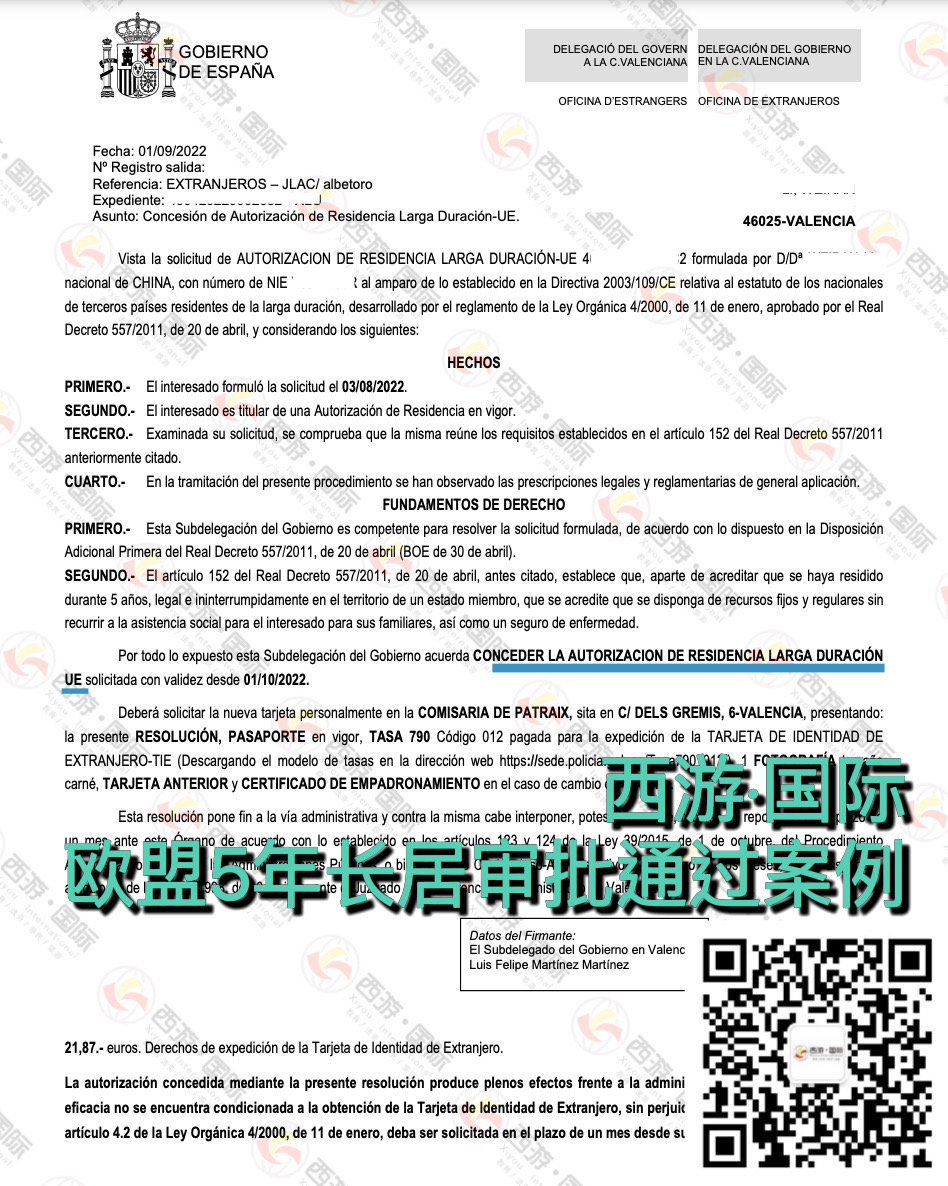 GOBIERNO
DE ESPAÑA
DELEGACIÓ DEL GOVERN
A LA C.VALENCIANA
DELEGACIÓN DEL GOBIERNO
EN LA C.VALENCIANA
OFICINA D'ESTRANGERS
OFICINA DE EXTRANJEROS
Fecha: 01/09/2022
Nº Registro salida:
Referencia: EXTRANJEROS – JLAC/ albetoro
Expediente:
Asunto: Concesión de Autorización de Residencia Larga Duración-UE.
46025-VALENCIA
Vista la solicitud de AUTORIZACION DE RESIDENCIA LARGA DURACIÓN-UE 4 2 formulada por D/Dª
nacional de CHINA, con número de NIE al amparo de lo establecido en la Directiva 2003/109/CE relativa al estatuto de los nacionales
de terceros países residentes de la larga duración, desarrollado por el reglamento de la Ley Orgánica 4/2000, de 11 de enero, aprobado por el Real
Decreto 557/2011, de 20 de abril, y considerando los siguientes:
HECHOS
PRIMERO.- El interesado formuló la solicitud el 03/08/2022.
SEGUNDO.- El interesado es titular de una Autorización de Residencia en vigor.
TERCERO.- Examinada su solicitud, se comprueba que la misma reúne los requisitos establecidos en el artículo 152 del Real Decreto 557/2011
anteriormente citado.
CUARTO.- En la tramitación del presente procedimiento se han observado las prescripciones legales y reglamentarias de general aplicación.
FUNDAMENTOS DE DERECHO
PRIMERO.- Esta Subdelegación del Gobierno es competente para resolver la solicitud formulada, de acuerdo con lo dispuesto en la Disposición
Adicional Primera del Real Decreto 557/2011, de 20 de abril (BOE de 30 de abril).
SEGUNDO.- El artículo 152 del Real Decreto 557/2011, de 20 de abril, antes citado, establece que, aparte de acreditar que se haya residido
durante 5 años, legal e ininterrumpidamente en el territorio de un estado miembro, que se acredite que se disponga de recursos fijos y regulares sin
recurrir a la asistencia social para el interesado para sus familiares, así como un seguro de enfermedad.
Por todo lo expuesto esta Subdelegación del Gobierno acuerda CONCEDER LA AUTORIZACION DE RESIDENCIA LARGA DURACIÓN
UE solicitada con validez desde 01/10/2022.
Deberá solicitar la nueva tarjeta personalmente en la COMISARIA DE PATRAIX, sita en C/ DELS GREMIS, 6-VALENCIA, presentando:
la presente RESOLUCIÓN, PASAPORTE en vigor, TASA 790 Código 012 pagada para la expedición de la TARJETA DE IDENTIDAD DE
EXTRANJERO-TIE (Descargando el modelo de tasas en la dirección web https://sede.policia 1 FOTOGRAFÍA
carné, TARJETA ANTERIOR y CERTIFICADO DE EMPADRONAMIENTO en el caso de cambio
Esta resolución pone fin a la vía administrativa y contra la misma cabe interponer,
un mes ante este Órgano de acuerdo con lo establecido en los artículos 123 y 124 de la Ley 39/2015, de 1 de octubre, del Procedimiento
西游·国际
欧盟5年长居审批通过案例
Datos del Firmante:
El Subdelegado del Gobierno en Valenc
Luis Felipe Martínez Martínez
西游·国际
21,87.- euros. Derechos de expedición de la Tarjeta de Identidad de Extranjero.
La autorización concedida mediante la presente resolución produce plenos efectos frente a la admini
eficacia no se encuentra condicionada a la obtención de la Tarjeta de Identidad de Extranjero, sin perjuic
artículo 4.2 de la Ley Orgánica 4/2000, de 11 de enero, deba ser solicitada en el plazo de un mes desde su